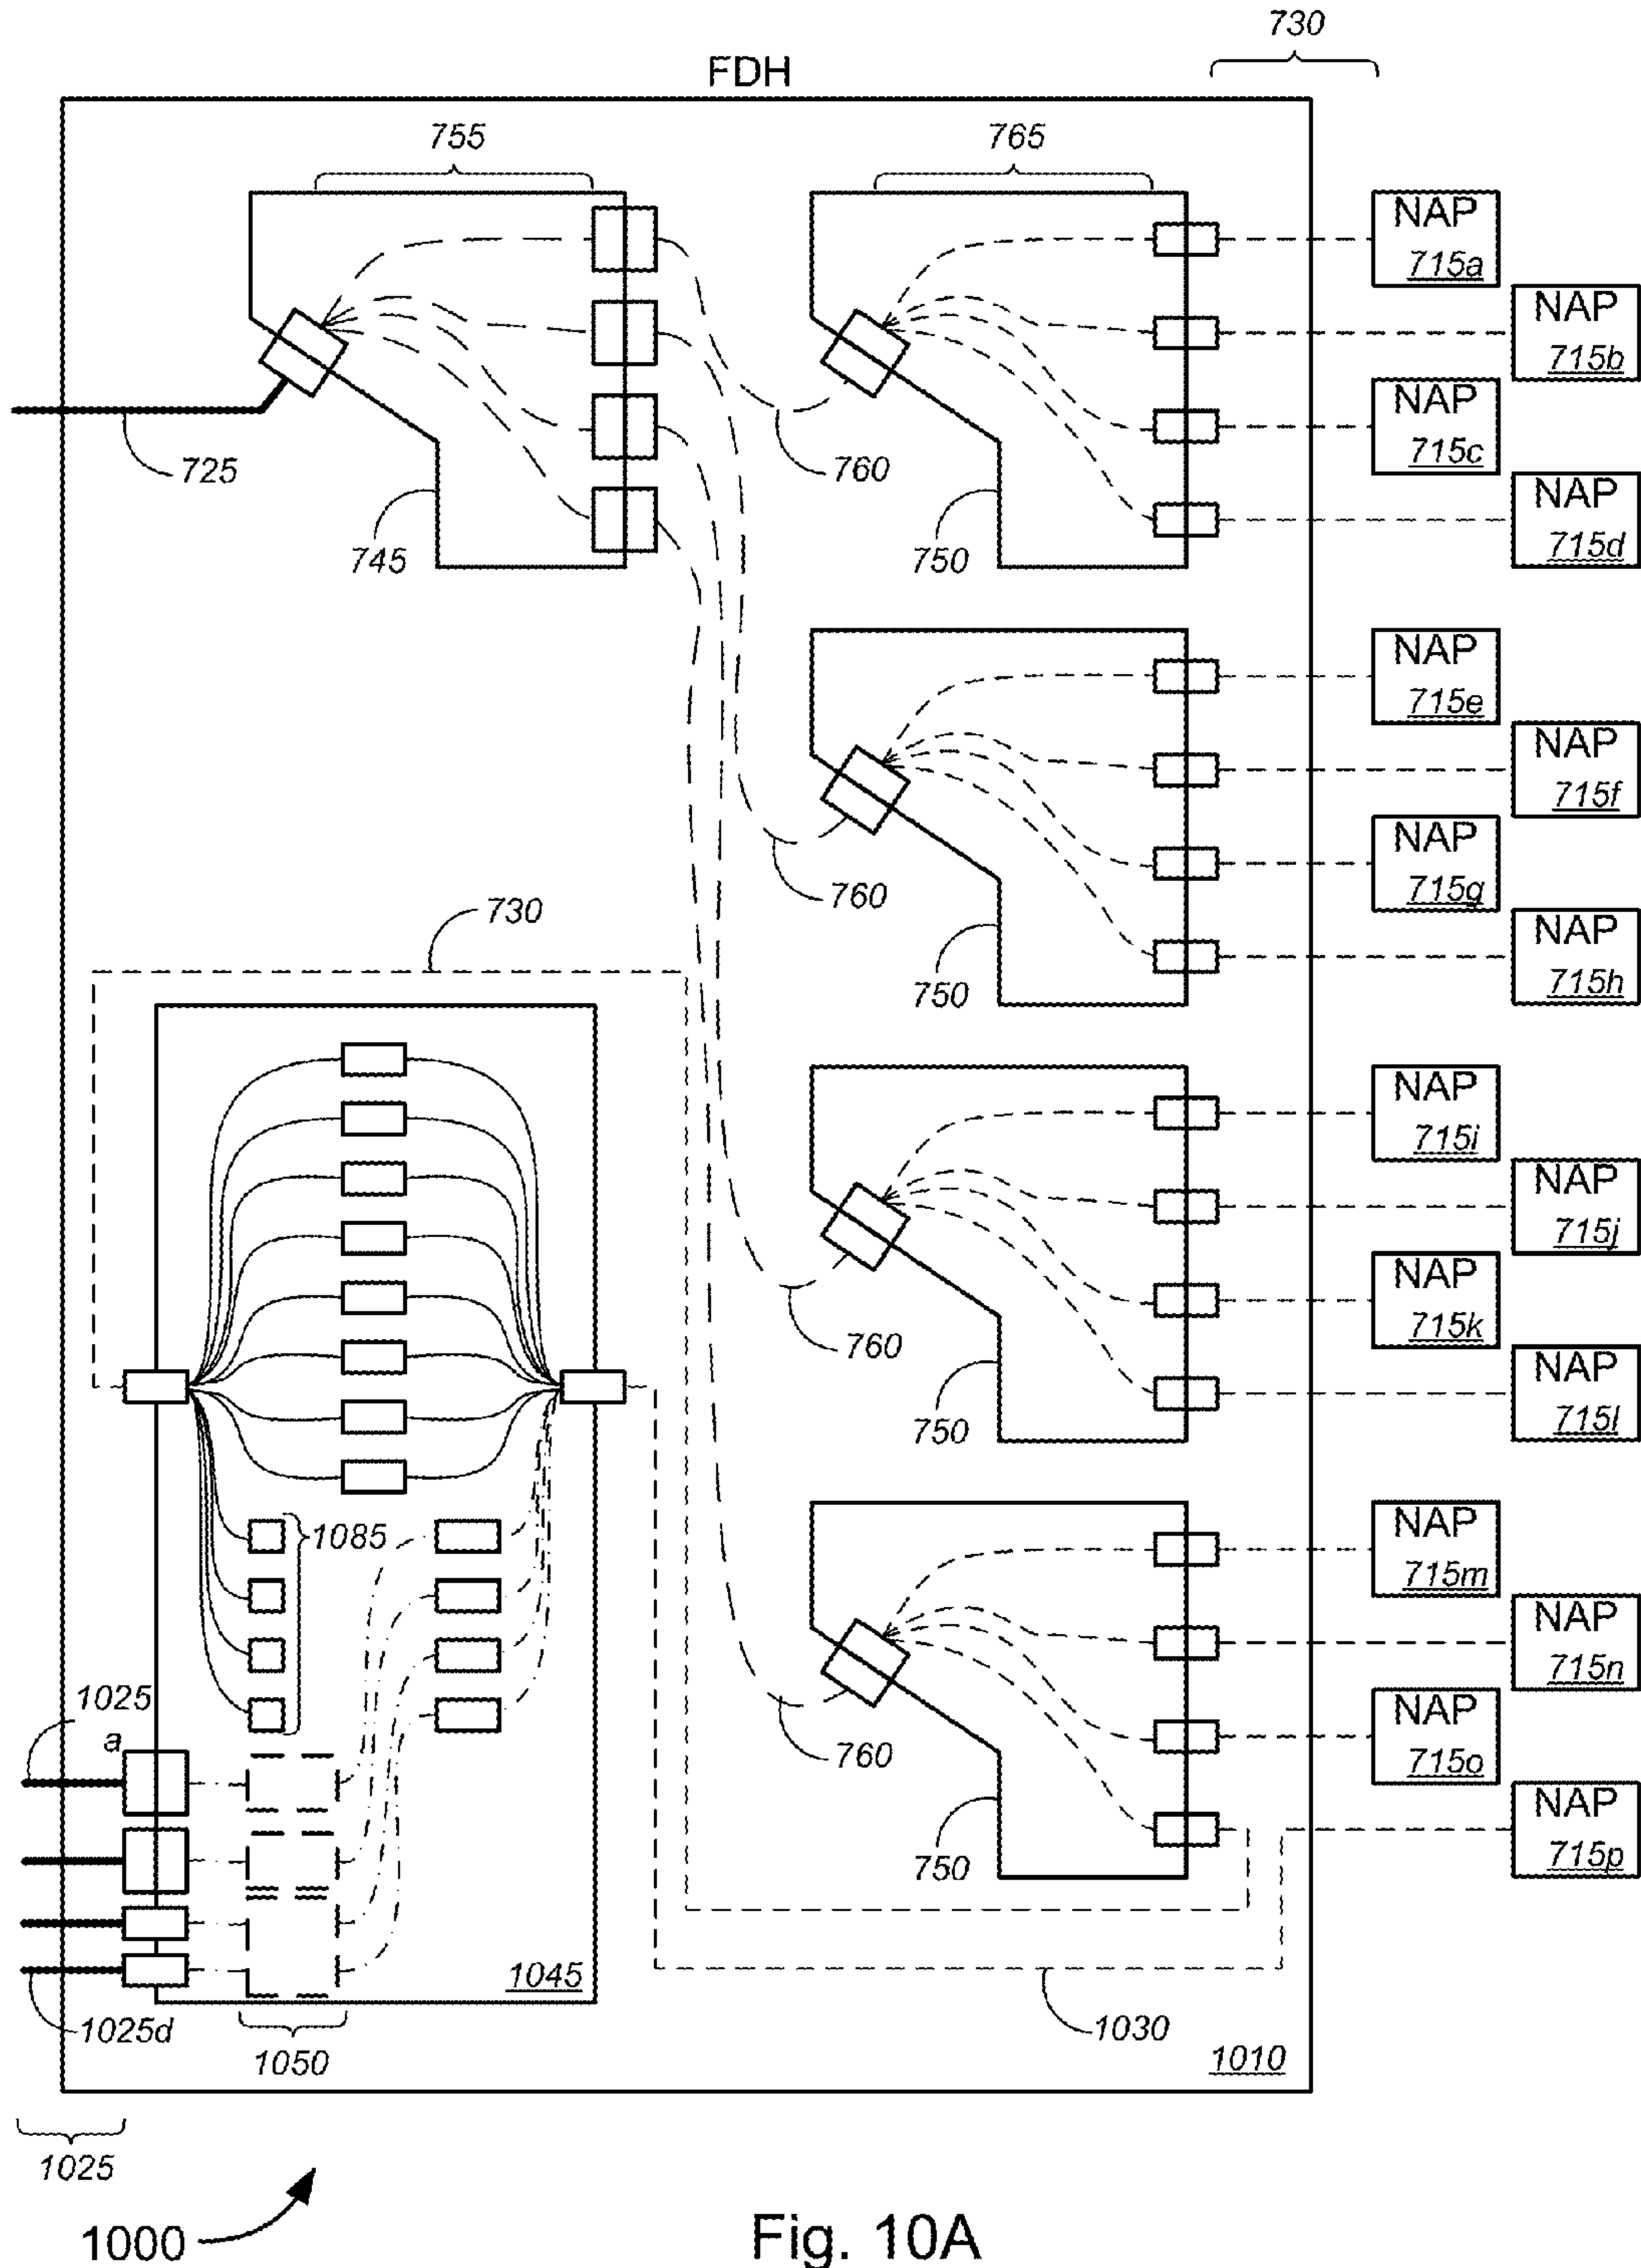 730
FDH
755
765
NAP
715a
NAP
715b
NAP
715c
NAP
715d
725
760
745
750
NAP
715e
NAP
715f
NAP
715g
NAP
715h
760
730
750
NAP
715i
NAP
715j
NAP
715k
NAP
715l
760
750
1085
NAP
715m
NAP
715n
NAP
715o
NAP
715p
1025
a
760
750
1045
1025d
1050
1030
1010
1025
1000
Fig. 10A